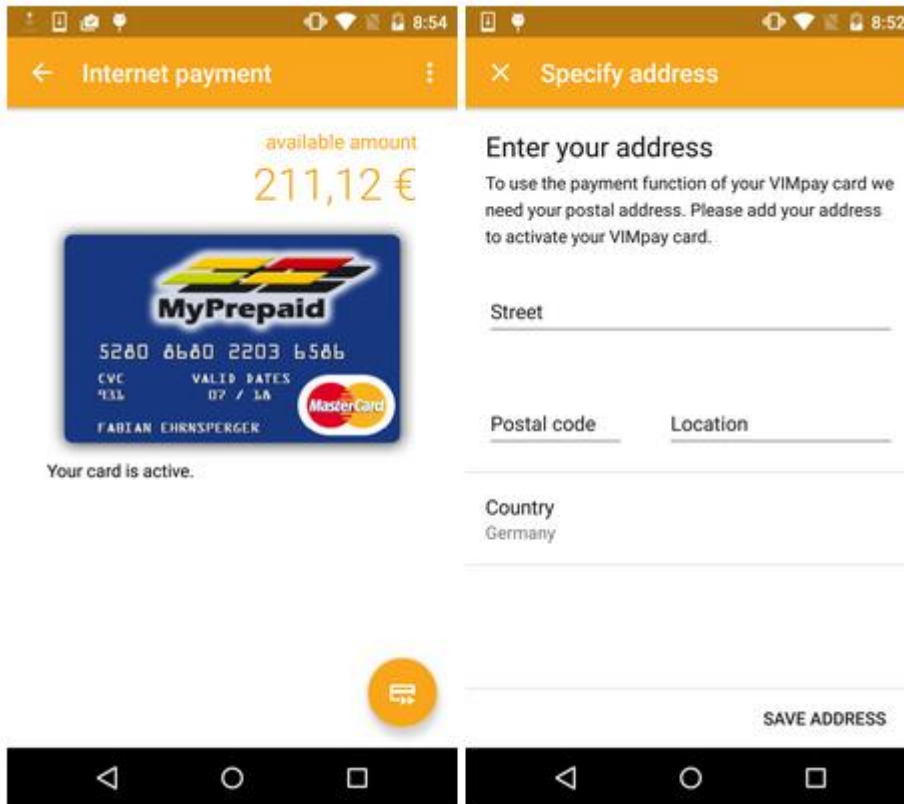 8:54
Internet payment
available amount
211,12 €
MyPrepaid
5280 8680 2203 6586
CVC VALID DATES
931 07 / 18
MasterCard
FABIAN EHRNSPERGER
Your card is active.
8:52
Specify address
Enter your address
To use the payment function of your VIMpay card we
need your postal address. Please add your address
to activate your VIMpay card.
Street
Postal code Location
Country
Germany
SAVE ADDRESS